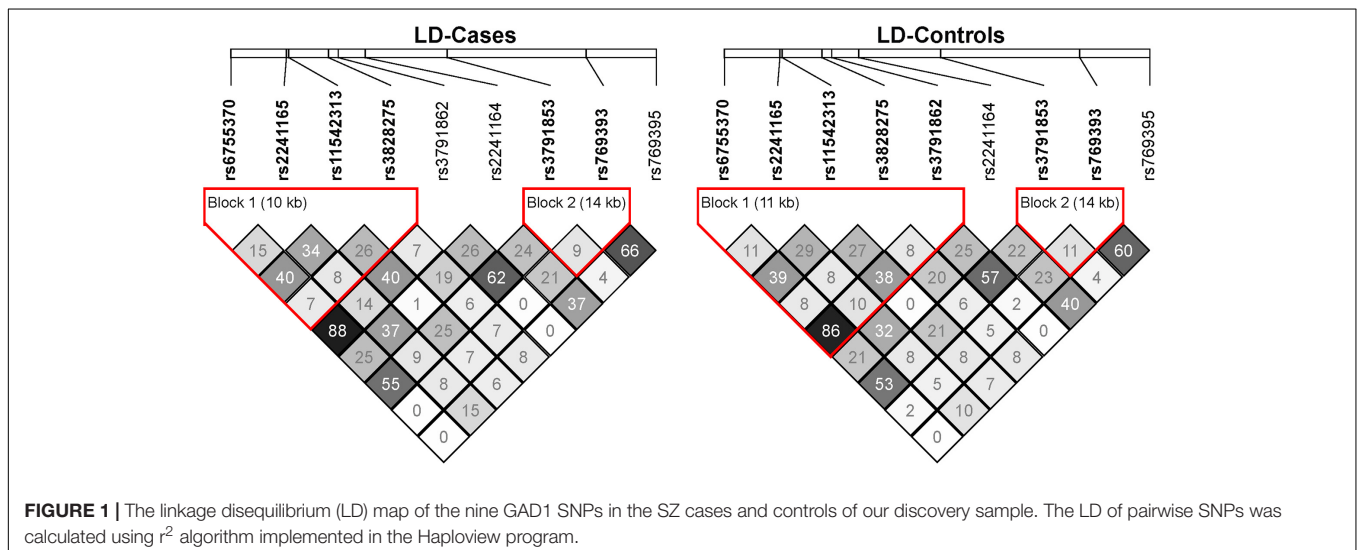 LD-Cases
LD-Controls
rs6755370 rs2241165 rs11542313 rs3828275 rs3791862 rs2241164 rs3791853 rs769393 rs769395
rs6755370 rs2241165 rs11542313 rs3828275 rs3791862 rs2241164 rs3791853 rs769393 rs769395
Block 1 (10 kb) Block 2 (14 kb)
Block 1 (11 kb) Block 2 (14 kb)
15 34 26 7 26 24 9 66
40 8 40 19 62 21 4
7 14 1 6 0 37
88 37 25 7 0
25 9 7 8
55 8 6
0 15
0
11 29 27 8 25 22 11 60
39 8 38 20 57 23 4
8 10 0 6 2 40
86 32 21 5 0
21 8 8 8
53 5 7
2 10
0
FIGURE 1 | The linkage disequilibrium (LD) map of the nine GAD1 SNPs in the SZ cases and controls of our discovery sample. The LD of pairwise SNPs was
calculated using r² algorithm implemented in the Haploview program.